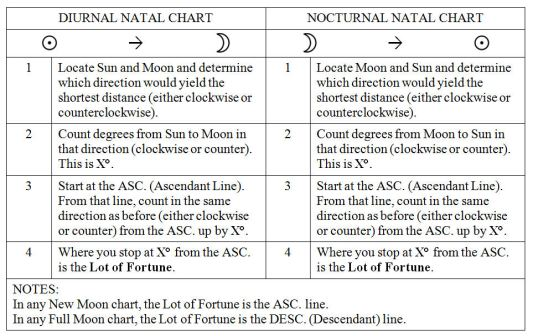 DIURNAL NATAL CHART
NOCTURNAL NATAL CHART
☉ → ☽
☽ → ☉
1 Locate Sun and Moon and determine
which direction would yield the
shortest distance (either clockwise or
counterclockwise).
1 Locate Moon and Sun and determine
which direction would yield the
shortest distance (either clockwise or
counterclockwise).
2 Count degrees from Sun to Moon in
that direction (clockwise or counter).
This is Xº.
2 Count degrees from Moon to Sun in
that direction (clockwise or counter).
This is Xº.
3 Start at the ASC. (Ascendant Line).
From that line, count in the same
direction as before (either clockwise
or counter) from the ASC. up by Xº.
3 Start at the ASC. (Ascendant Line).
From that line, count in the same
direction as before (either clockwise
or counter) from the ASC. up by Xº.
4 Where you stop at Xº from the ASC.
is the Lot of Fortune.
4 Where you stop at Xº from the ASC.
is the Lot of Fortune.
NOTES:
In any New Moon chart, the Lot of Fortune is the ASC. line.
In any Full Moon chart, the Lot of Fortune is the DESC. (Descendant) line.